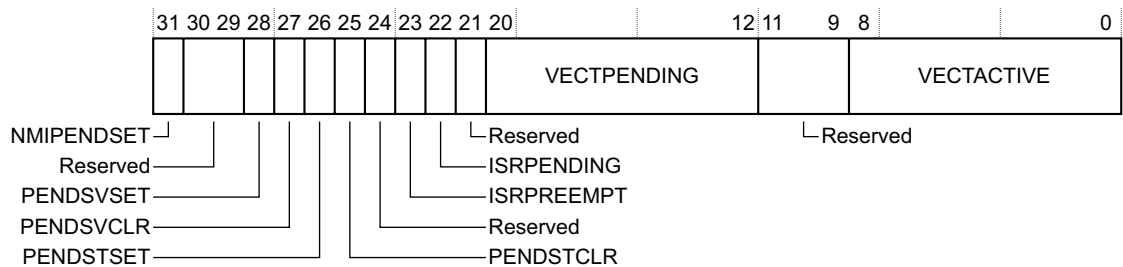 31 30 29 28 27 26 25 24 23 22 21 20 12 11 9 8 0
VECTPENDING VECTACTIVE
NMIPENDSET Reserved Reserved
Reserved ISRPENDING
PENDSVSET ISRPREEMPT
PENDSVCLR Reserved
PENDSTSET PENDSTCLR